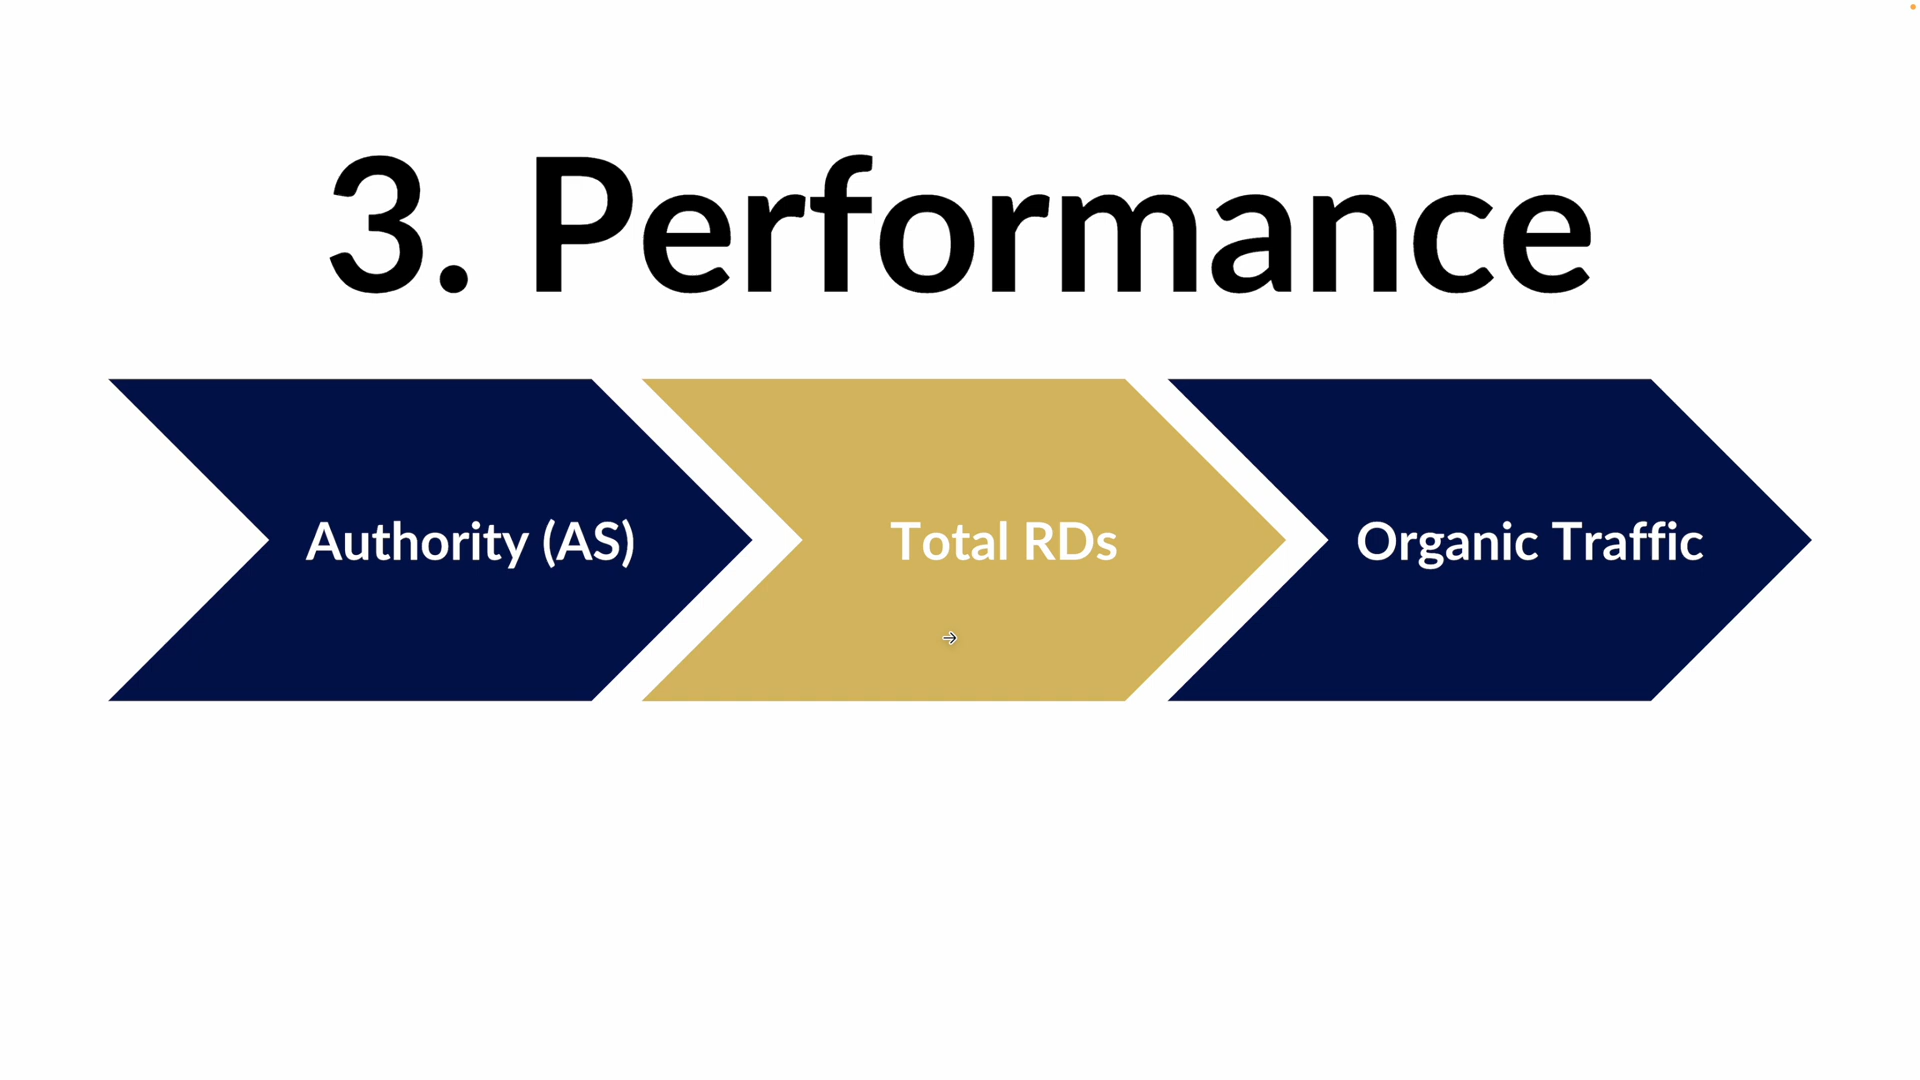 3. Performance
Authority (AS)
Total RDs
Organic Traffic